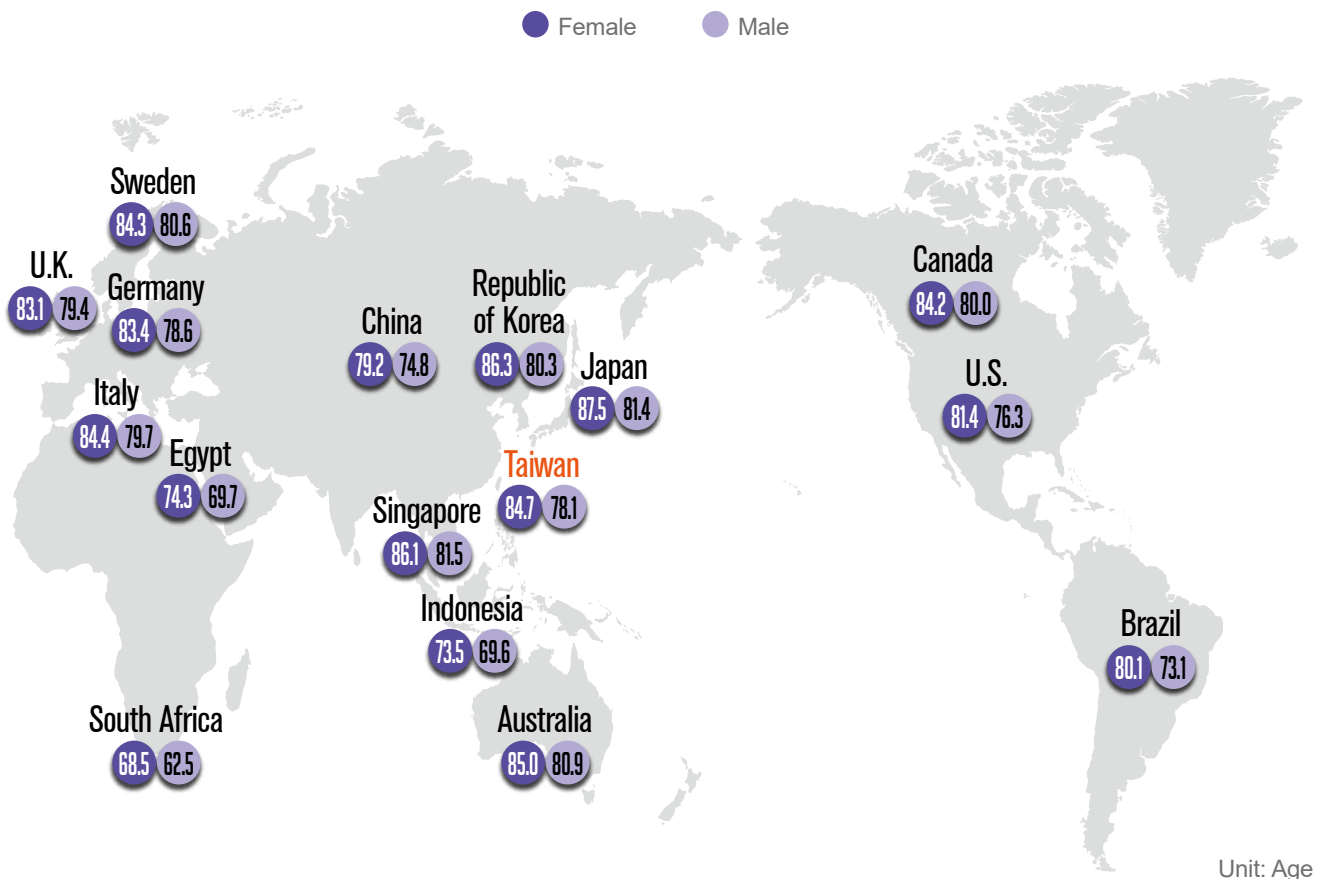 Female Male
Sweden
84.3 80.6
U.K.
83.1 79.4
Germany
83.4 78.6
Italy
84.4 79.7
Egypt
74.3 69.7
South Africa
68.5 62.5
China
79.2 74.8
Republic
of Korea
86.3 80.3
Japan
87.5 81.4
Taiwan
84.7 78.1
Singapore
86.1 81.5
Indonesia
73.5 69.6
Australia
85.0 80.9
Canada
84.2 80.0
U.S.
81.4 76.3
Brazil
80.1 73.1
Unit: Age